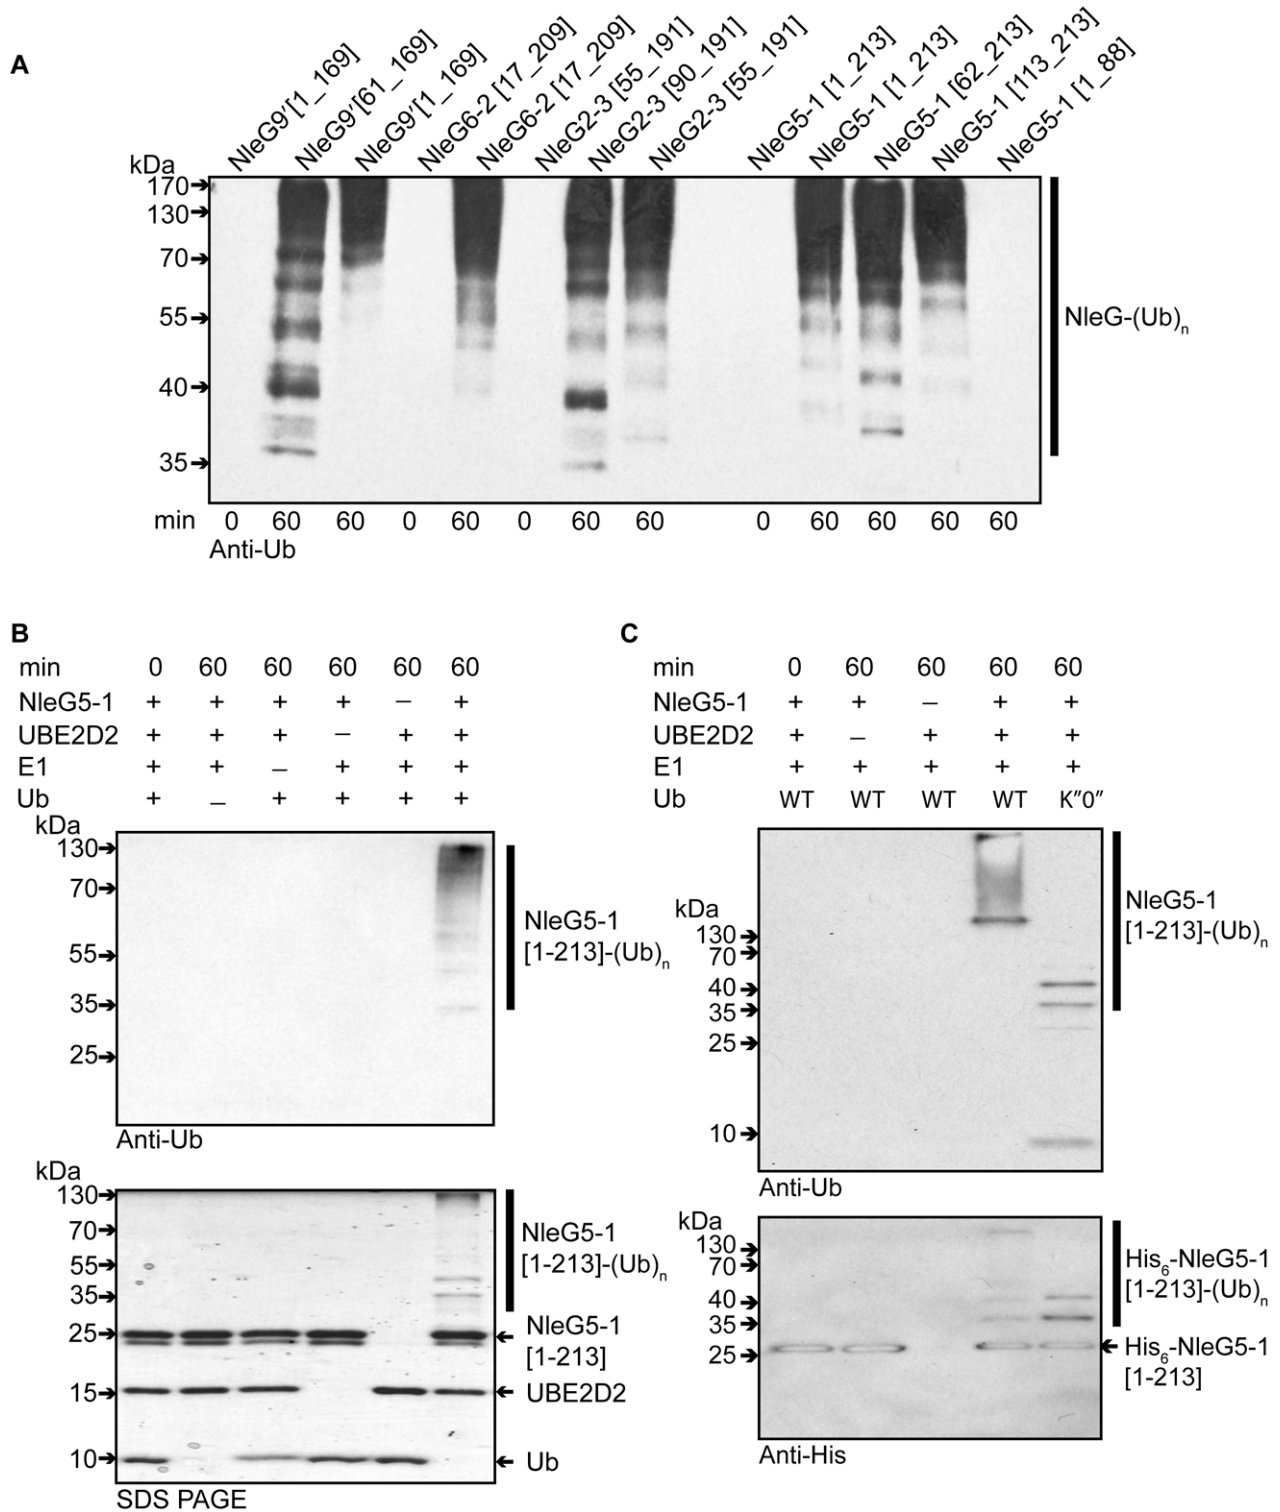 A
NleG9'[1_169]
NleG9'[61_169]
NleG9'[1_169]
NleG6-2 [17_209]
NleG6-2 [17_209]
NleG2-3 [55_191]
NleG2-3 [90_191]
NleG2-3 [55_191]
NleG5-1 [1_213]
NleG5-1 [1_213]
NleG5-1 [62_213]
NleG5-1 [113_213]
NleG5-1 [1_88]
kDa
170
130
70
55
40
35
NleG-(Ub)n
min 0 60 60 0 60 0 60 60 0 60 60 60 60
Anti-Ub
B
min 0 60 60 60 60 60
NleG5-1 + + + + – +
UBE2D2 + + + – + +
E1 + + – + + +
Ub + – + + + +
kDa
130
70
55
35
25
NleG5-1
[1-213]-(Ub)n
Anti-Ub
kDa
130
70
55
35
25
15
10
NleG5-1
[1-213]-(Ub)n
NleG5-1
[1-213]
UBE2D2
Ub
SDS PAGE
C
min 0 60 60 60 60
NleG5-1 + + – + +
UBE2D2 + – + + +
E1 + + + + +
Ub WT WT WT WT K"0"
kDa
130
70
40
35
25
10
NleG5-1
[1-213]-(Ub)n
Anti-Ub
kDa
130
70
40
35
25
His6-NleG5-1
[1-213]-(Ub)n
His6-NleG5-1
[1-213]
Anti-His